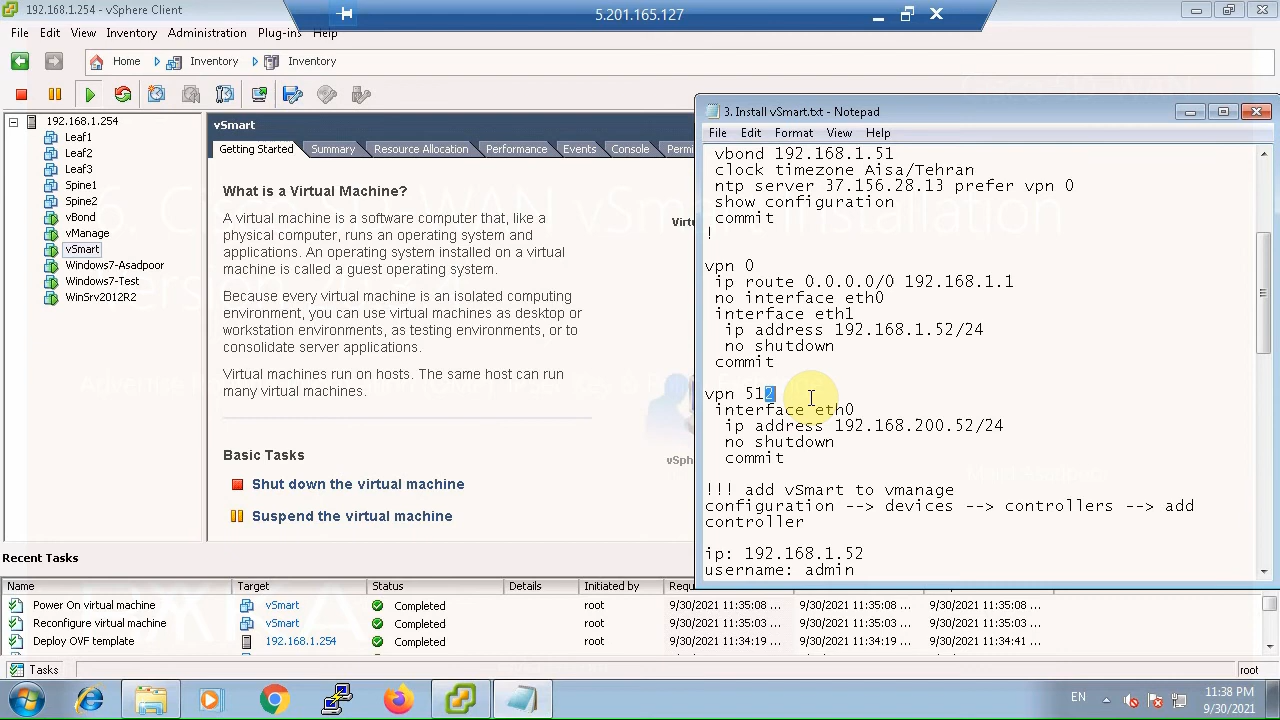 192.168.1.254 - vSphere Client
5.201.165.127
File Edit View Inventory Administration Plug-ins Help
Home Inventory Inventory
192.168.1.254
Leaf1
Leaf2
Leaf3
Spine1
Spine2
vBond
vManage
vSmart
Windows7-Asadpoor
Windows7-Test
WinSrv2012R2
vSmart
Getting Started Summary Resource Allocation Performance Events Console Permi
What is a Virtual Machine?
A virtual machine is a software computer that, like a
physical computer, runs an operating system and
applications. An operating system installed on a virtual
machine is called a guest operating system.
Because every virtual machine is an isolated computing
environment, you can use virtual machines as desktop or
workstation environments, as testing environments, or to
consolidate server applications.
Virtual machines run on hosts. The same host can run
many virtual machines.
Basic Tasks
Shut down the virtual machine
Suspend the virtual machine
Virtu
vSph
3. Install vSmart.txt - Notepad
File Edit Format View Help
vbond 192.168.1.51
clock timezone Aisa/Tehran
ntp server 37.156.28.13 prefer vpn 0
show configuration
commit
!
vpn 0
ip route 0.0.0.0/0 192.168.1.1
no interface eth0
interface eth1
ip address 192.168.1.52/24
no shutdown
commit
vpn 512
interface eth0
ip address 192.168.200.52/24
no shutdown
commit
!!! add vSmart to vmanage
configuration --> devices --> controllers --> add
controller
ip: 192.168.1.52
username: admin
Recent Tasks
Name Target Status Details Initiated by Requ
Power On virtual machine vSmart Completed root 9/30/2021 11:35:08 ... 9/30/2021 11:35:08 ... 9/30/2021 11:35:08 ...
Reconfigure virtual machine vSmart Completed root 9/30/2021 11:35:03 ... 9/30/2021 11:35:03 ... 9/30/2021 11:35:03 ...
Deploy OVF template 192.168.1.254 Completed root 9/30/2021 11:34:19 ... 9/30/2021 11:34:19 ... 9/30/2021 11:34:41 ...
Tasks root
EN 11:38 PM
9/30/2021